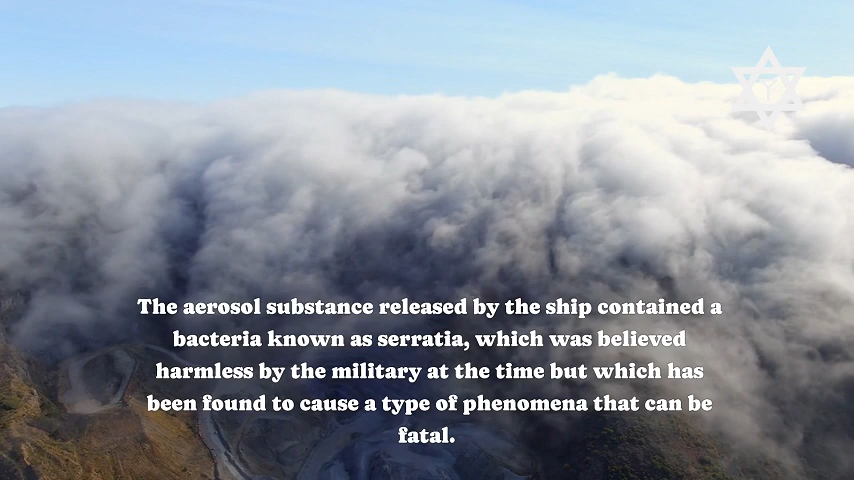 The aerosol substance released by the ship contained a
bacteria known as serratia, which was believed
harmless by the military at the time but which has
been found to cause a type of phenomena that can be
fatal.